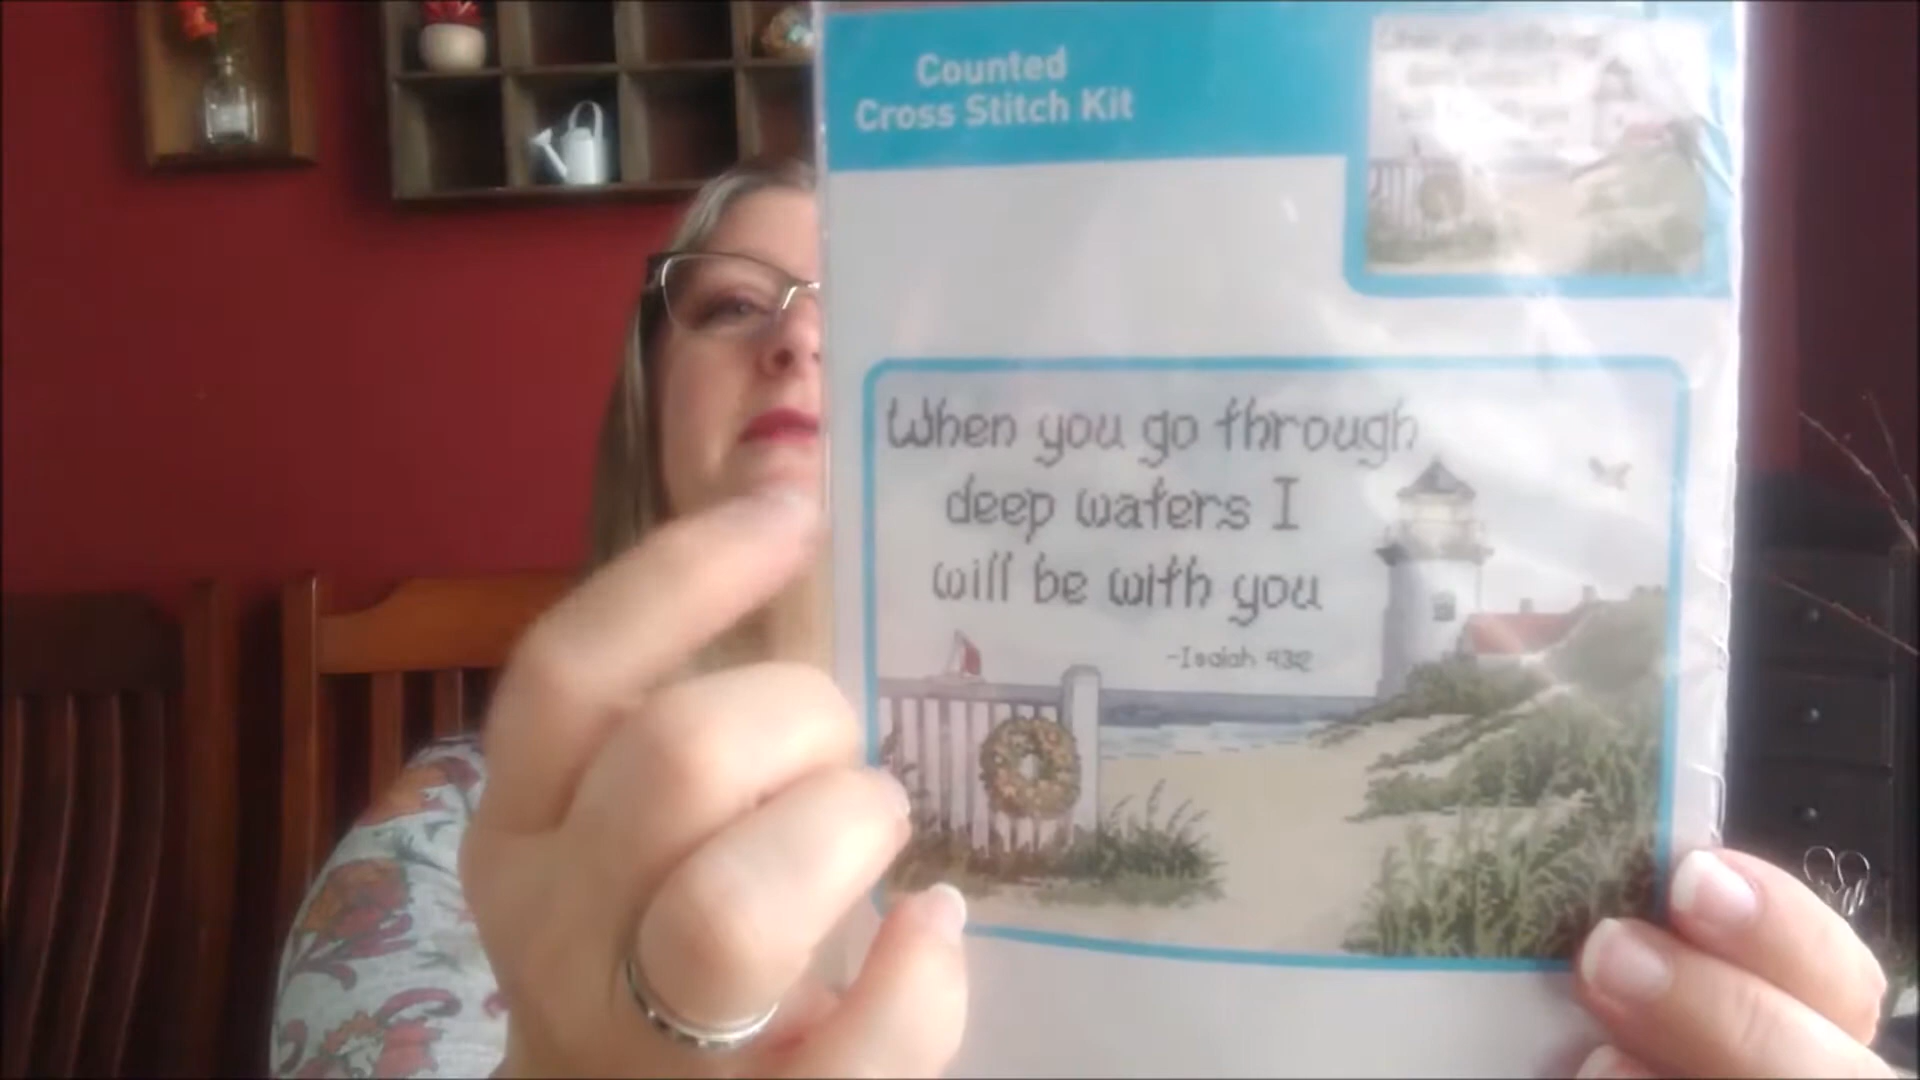 Counted
Cross Stitch Kit
When you go through
deep waters I
will be with you
-Isaiah 43:2